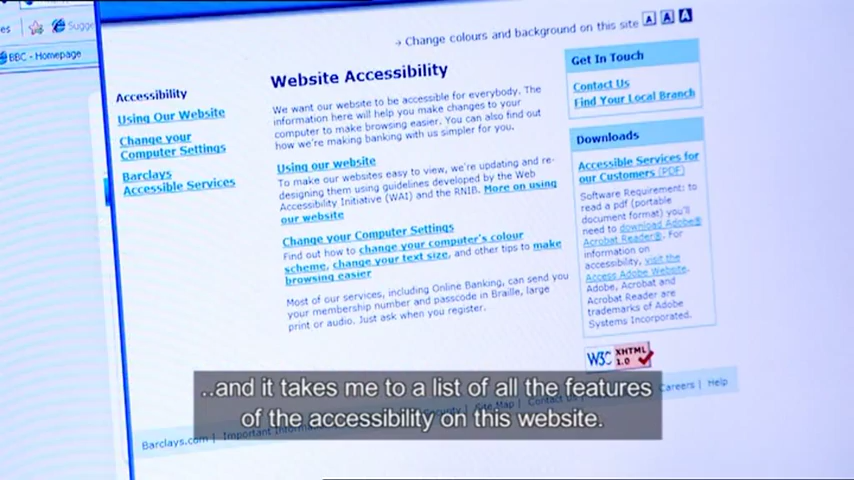 BBC - Homepage
Change colours and background on this site A A A
Accessibility
Using Our Website
Change your
Computer Settings
Barclays
Accessible Services
Website Accessibility
We want our website to be accessible for everybody. The
information here will help you make changes to your
computer to make browsing easier. You can also find out
how we're making banking with us simpler for you.
Using our website
To make our websites easy to view, we're updating and re-
designing them using guidelines developed by the Web
Accessibility Initiative (WAI) and the RNIB. More on using
our website
Change your Computer Settings
Find out how to change your computer's colour
scheme, change your text size, and other tips to make
browsing easier
Most of our services, including Online Banking, can send you
your membership number and passcode in Braille, large
print or audio. Just ask when you register.
Get In Touch
Contact Us
Find Your Local Branch
Downloads
Accessible Services for
our Customers (PDF)
Software Requirement: to
read a pdf (portable
document format) you'll
need to download Adobe®
Acrobat Reader®. For
information on
accessibility, visit the
Access Adobe Website.
Adobe, Acrobat and
Acrobat Reader are
trademarks of Adobe
Systems Incorporated.
W3C XHTML
1.0
Barclays.com | Important Information Security | Site Map | Contact Us Careers | Help
..and it takes me to a list of all the features
of the accessibility on this website.